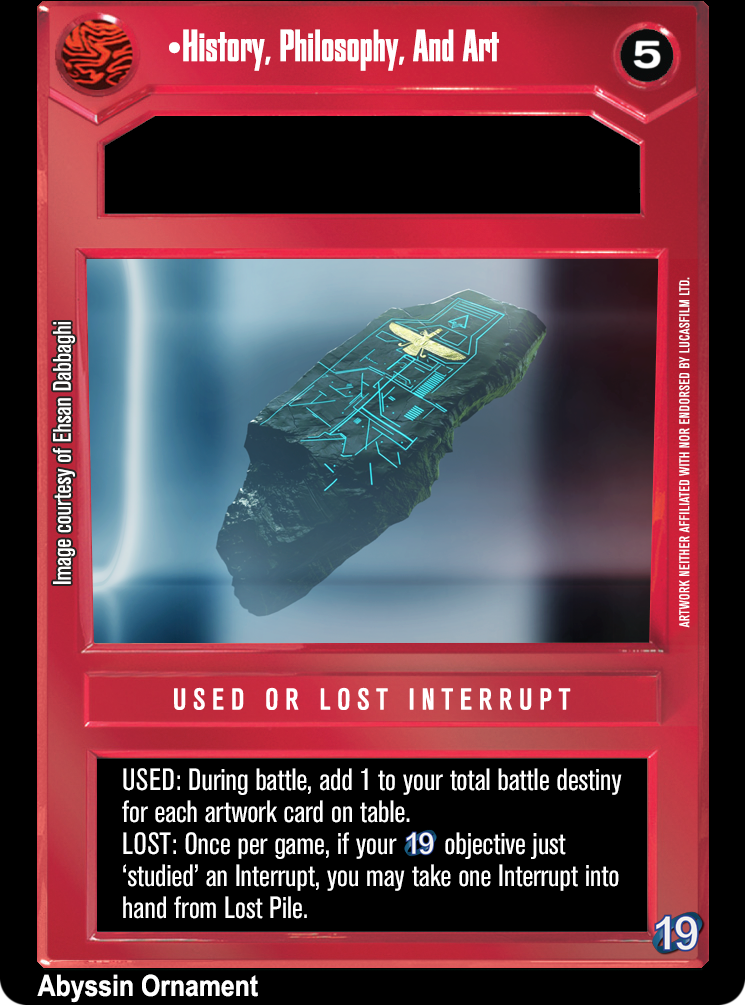 •History, Philosophy, And Art
5
Image courtesy of Ehsan Dabbaghi
ARTWORK NEITHER AFFILIATED WITH NOR ENDORSED BY LUCASFILM LTD.
USED OR LOST INTERRUPT
USED: During battle, add 1 to your total battle destiny
for each artwork card on table.
LOST: Once per game, if your 19 objective just
‘studied’ an Interrupt, you may take one Interrupt into
hand from Lost Pile.
19
Abyssin Ornament